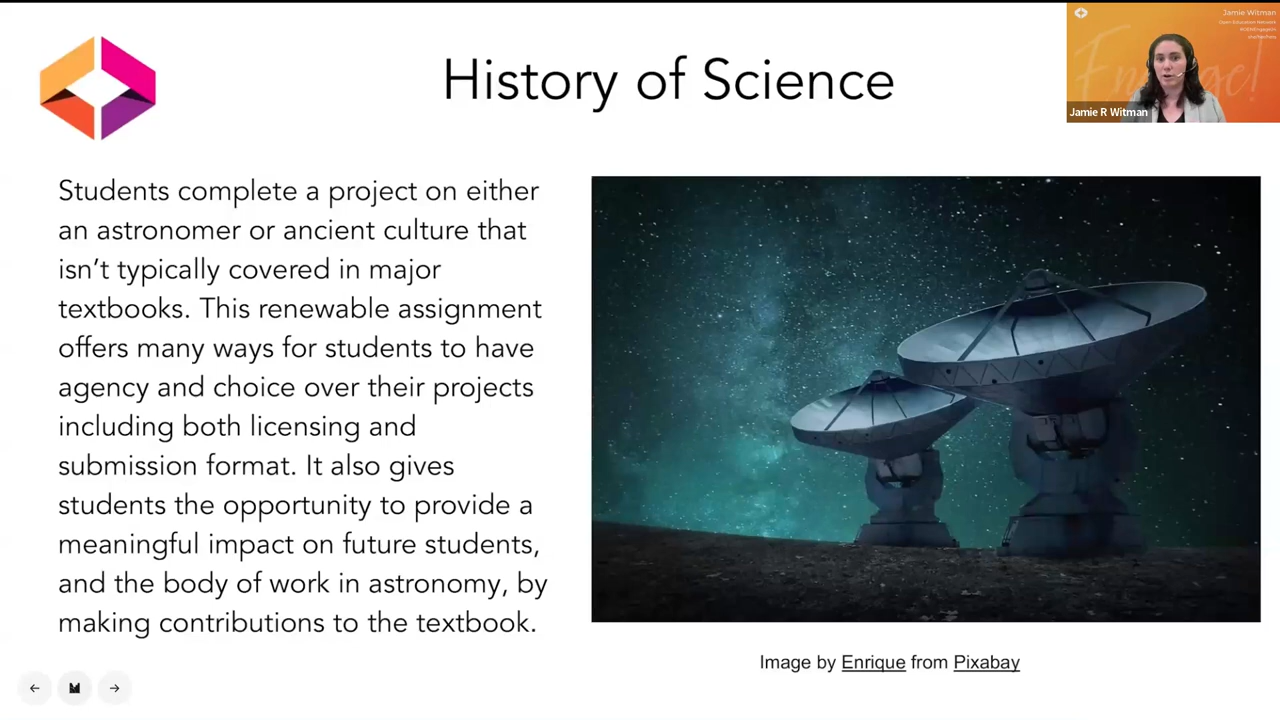 History of Science
Jamie Witman
Open Education Network
Engage!
Jamie R Witman
Students complete a project on either
an astronomer or ancient culture that
isn’t typically covered in major
textbooks. This renewable assignment
offers many ways for students to have
agency and choice over their projects
including both licensing and
submission format. It also gives
students the opportunity to provide a
meaningful impact on future students,
and the body of work in astronomy, by
making contributions to the textbook.
Image by Enrique from Pixabay